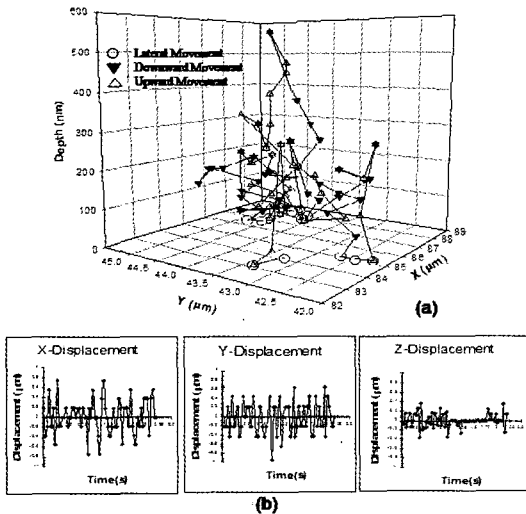 600
500
400
300
200
100
0
Depth (nm)
Lateral Movement
Downward Movement
Upward Movement
45.0
44.5
44.0
43.5
43.0
42.5
42.0
Y (µm)
82
83
84
85
86
87
88
89
X (µm)
(a)
X-Displacement
Displacement (µm)
Time(s)
Y-Displacement
Displacement (µm)
Time(s)
Z-Displacement
Displacement (µm)
Time(s)
(b)